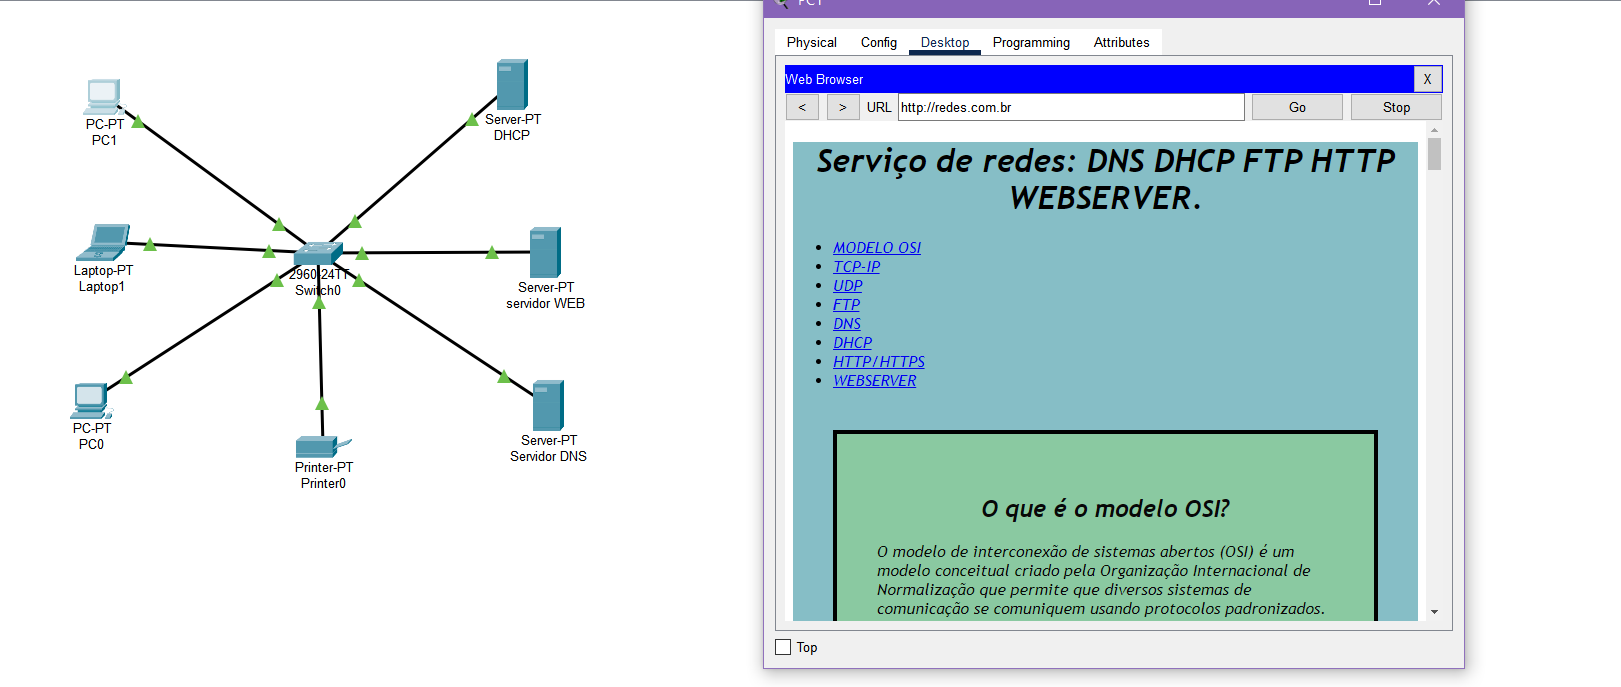 PC1
Physical Config Desktop Programming Attributes
Web Browser X
< > URL http://redes.com.br Go Stop
Serviço de redes: DNS DHCP FTP HTTP
WEBSERVER.
MODELO OSI
TCP-IP
UDP
FTP
DNS
DHCP
HTTP/HTTPS
WEBSERVER
O que é o modelo OSI?
O modelo de interconexão de sistemas abertos (OSI) é um
modelo conceitual criado pela Organização Internacional de
Normalização que permite que diversos sistemas de
comunicação se comuniquem usando protocolos padronizados.
Top
PC-PT
PC1
Server-PT
DHCP
Laptop-PT
Laptop1
2960-24TT
Switch0
Server-PT
servidor WEB
PC-PT
PC0
Printer-PT
Printer0
Server-PT
Servidor DNS